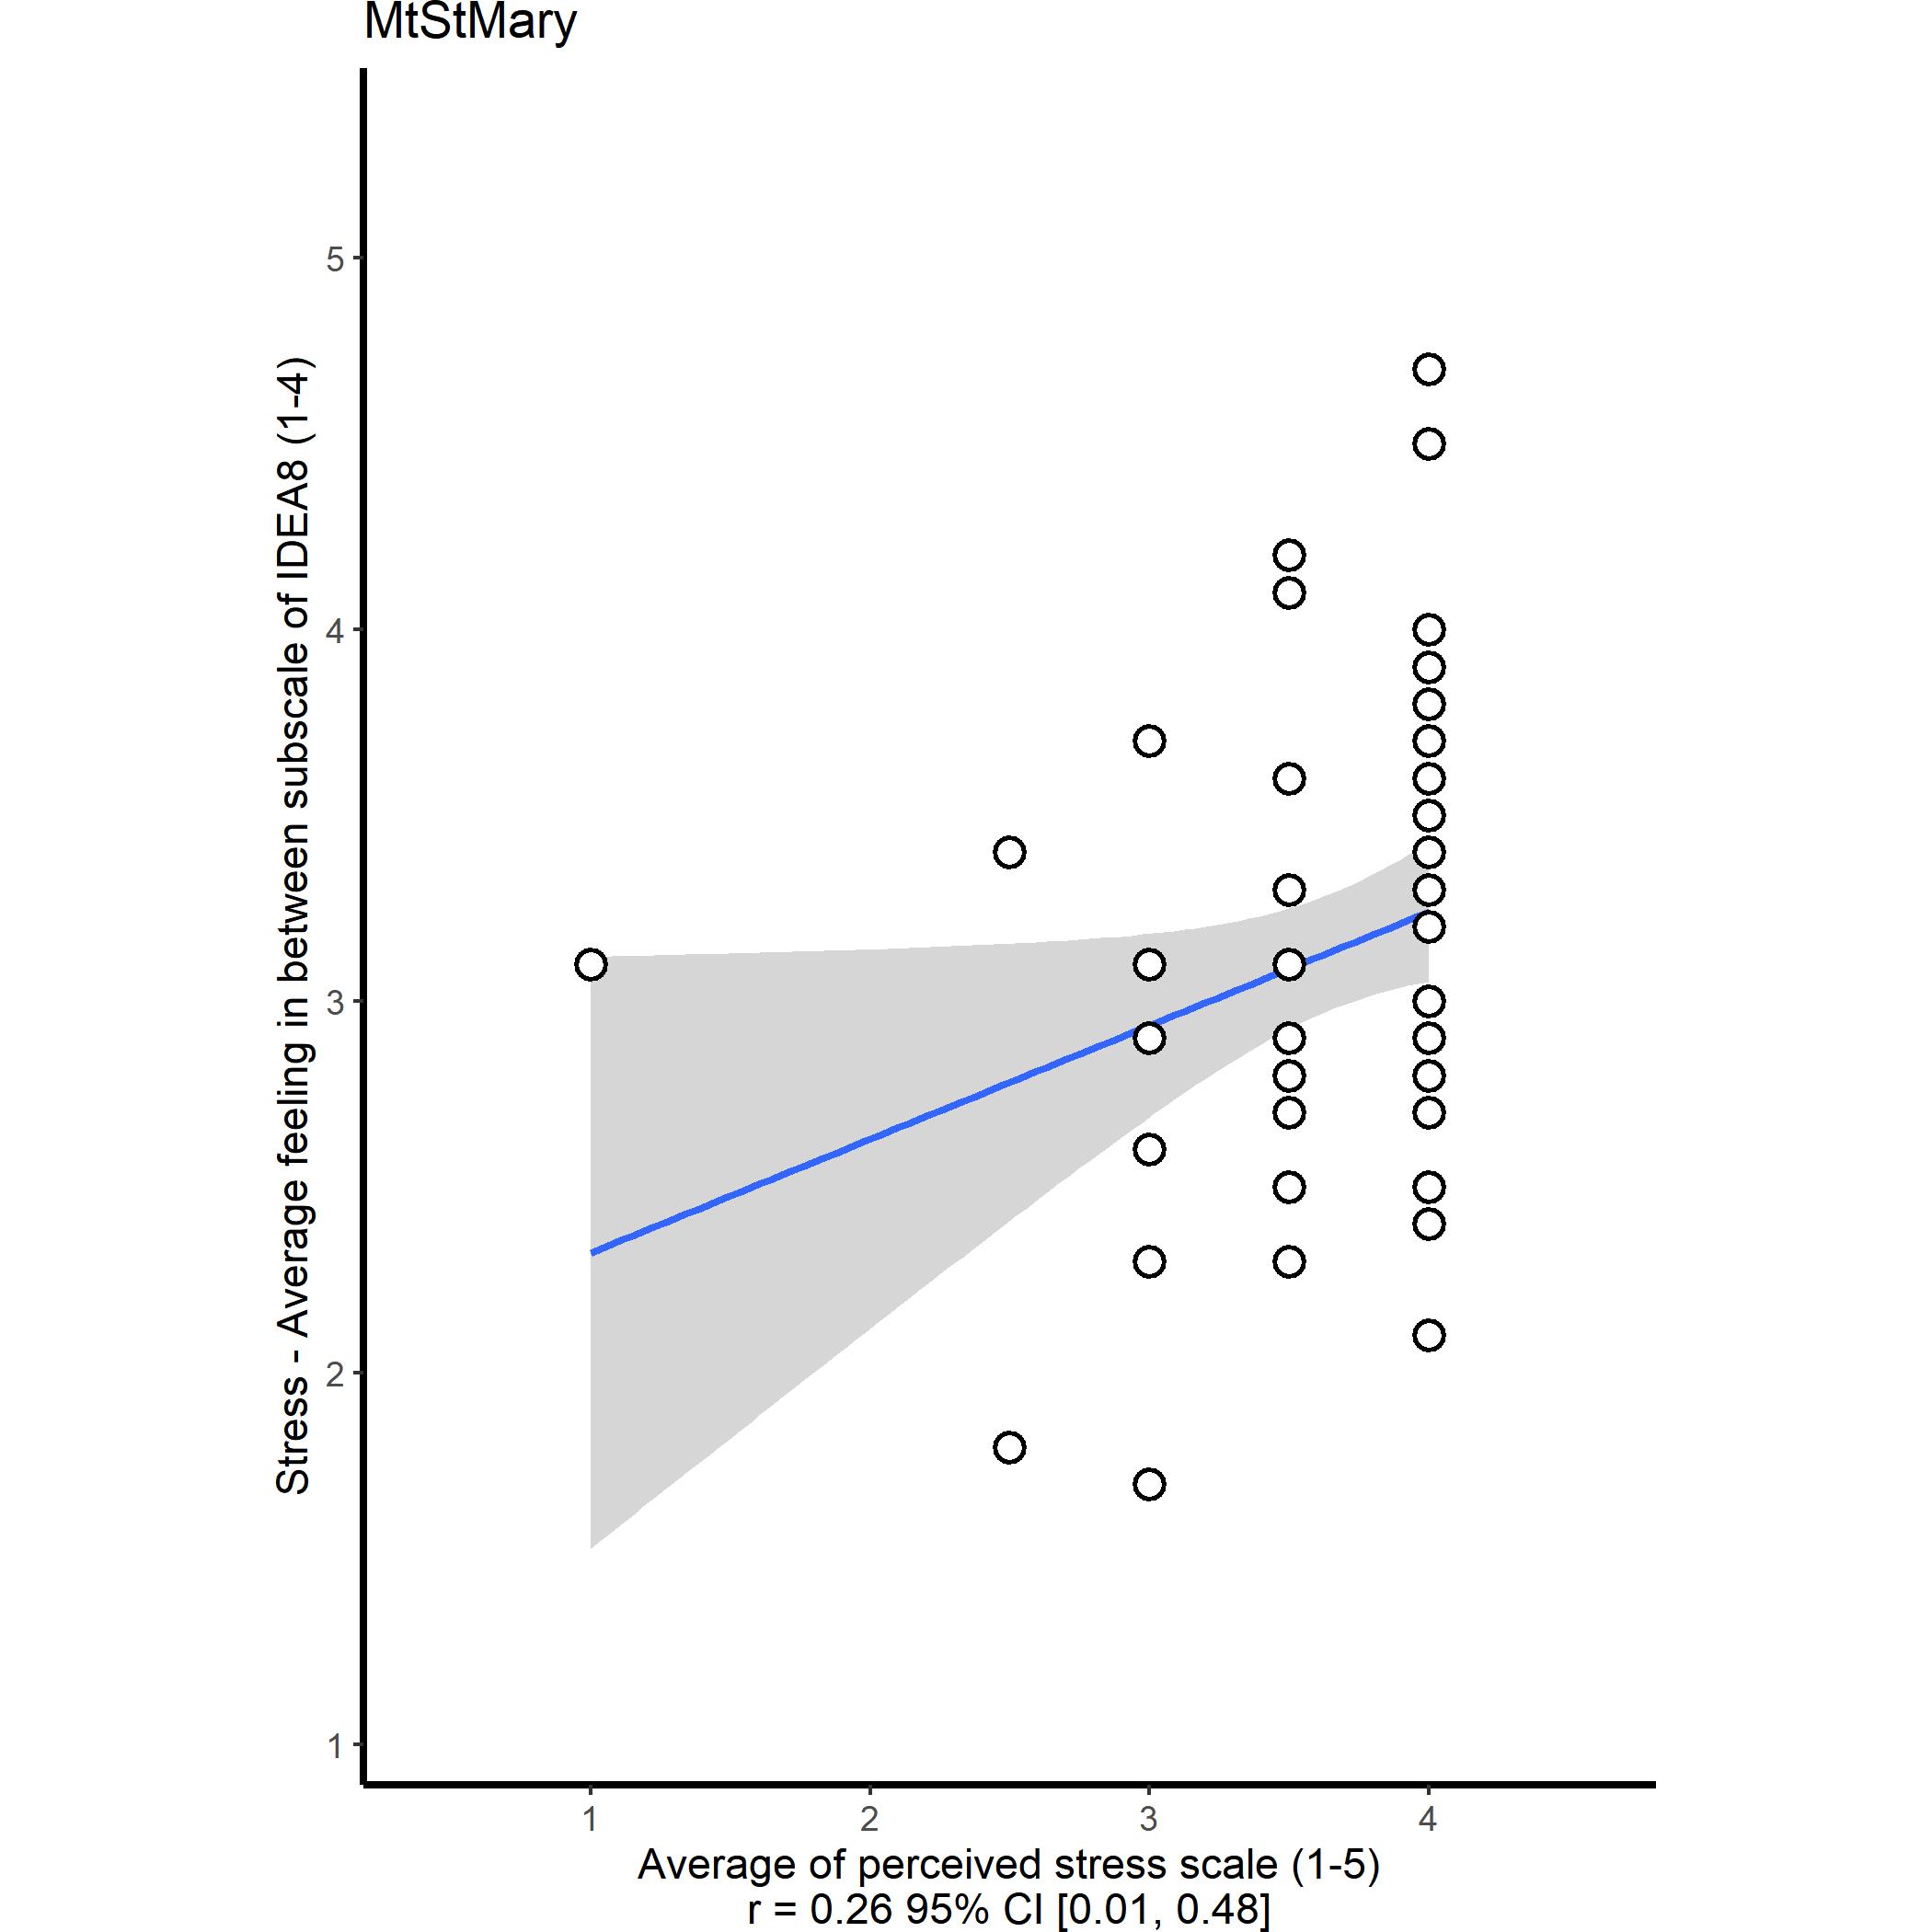 MtStMary
Stress - Average feeling in between subscale of IDEA8 (1-4)
5
4
3
2
1
1 2 3 4
Average of perceived stress scale (1-5)
r = 0.26 95% CI [0.01, 0.48]